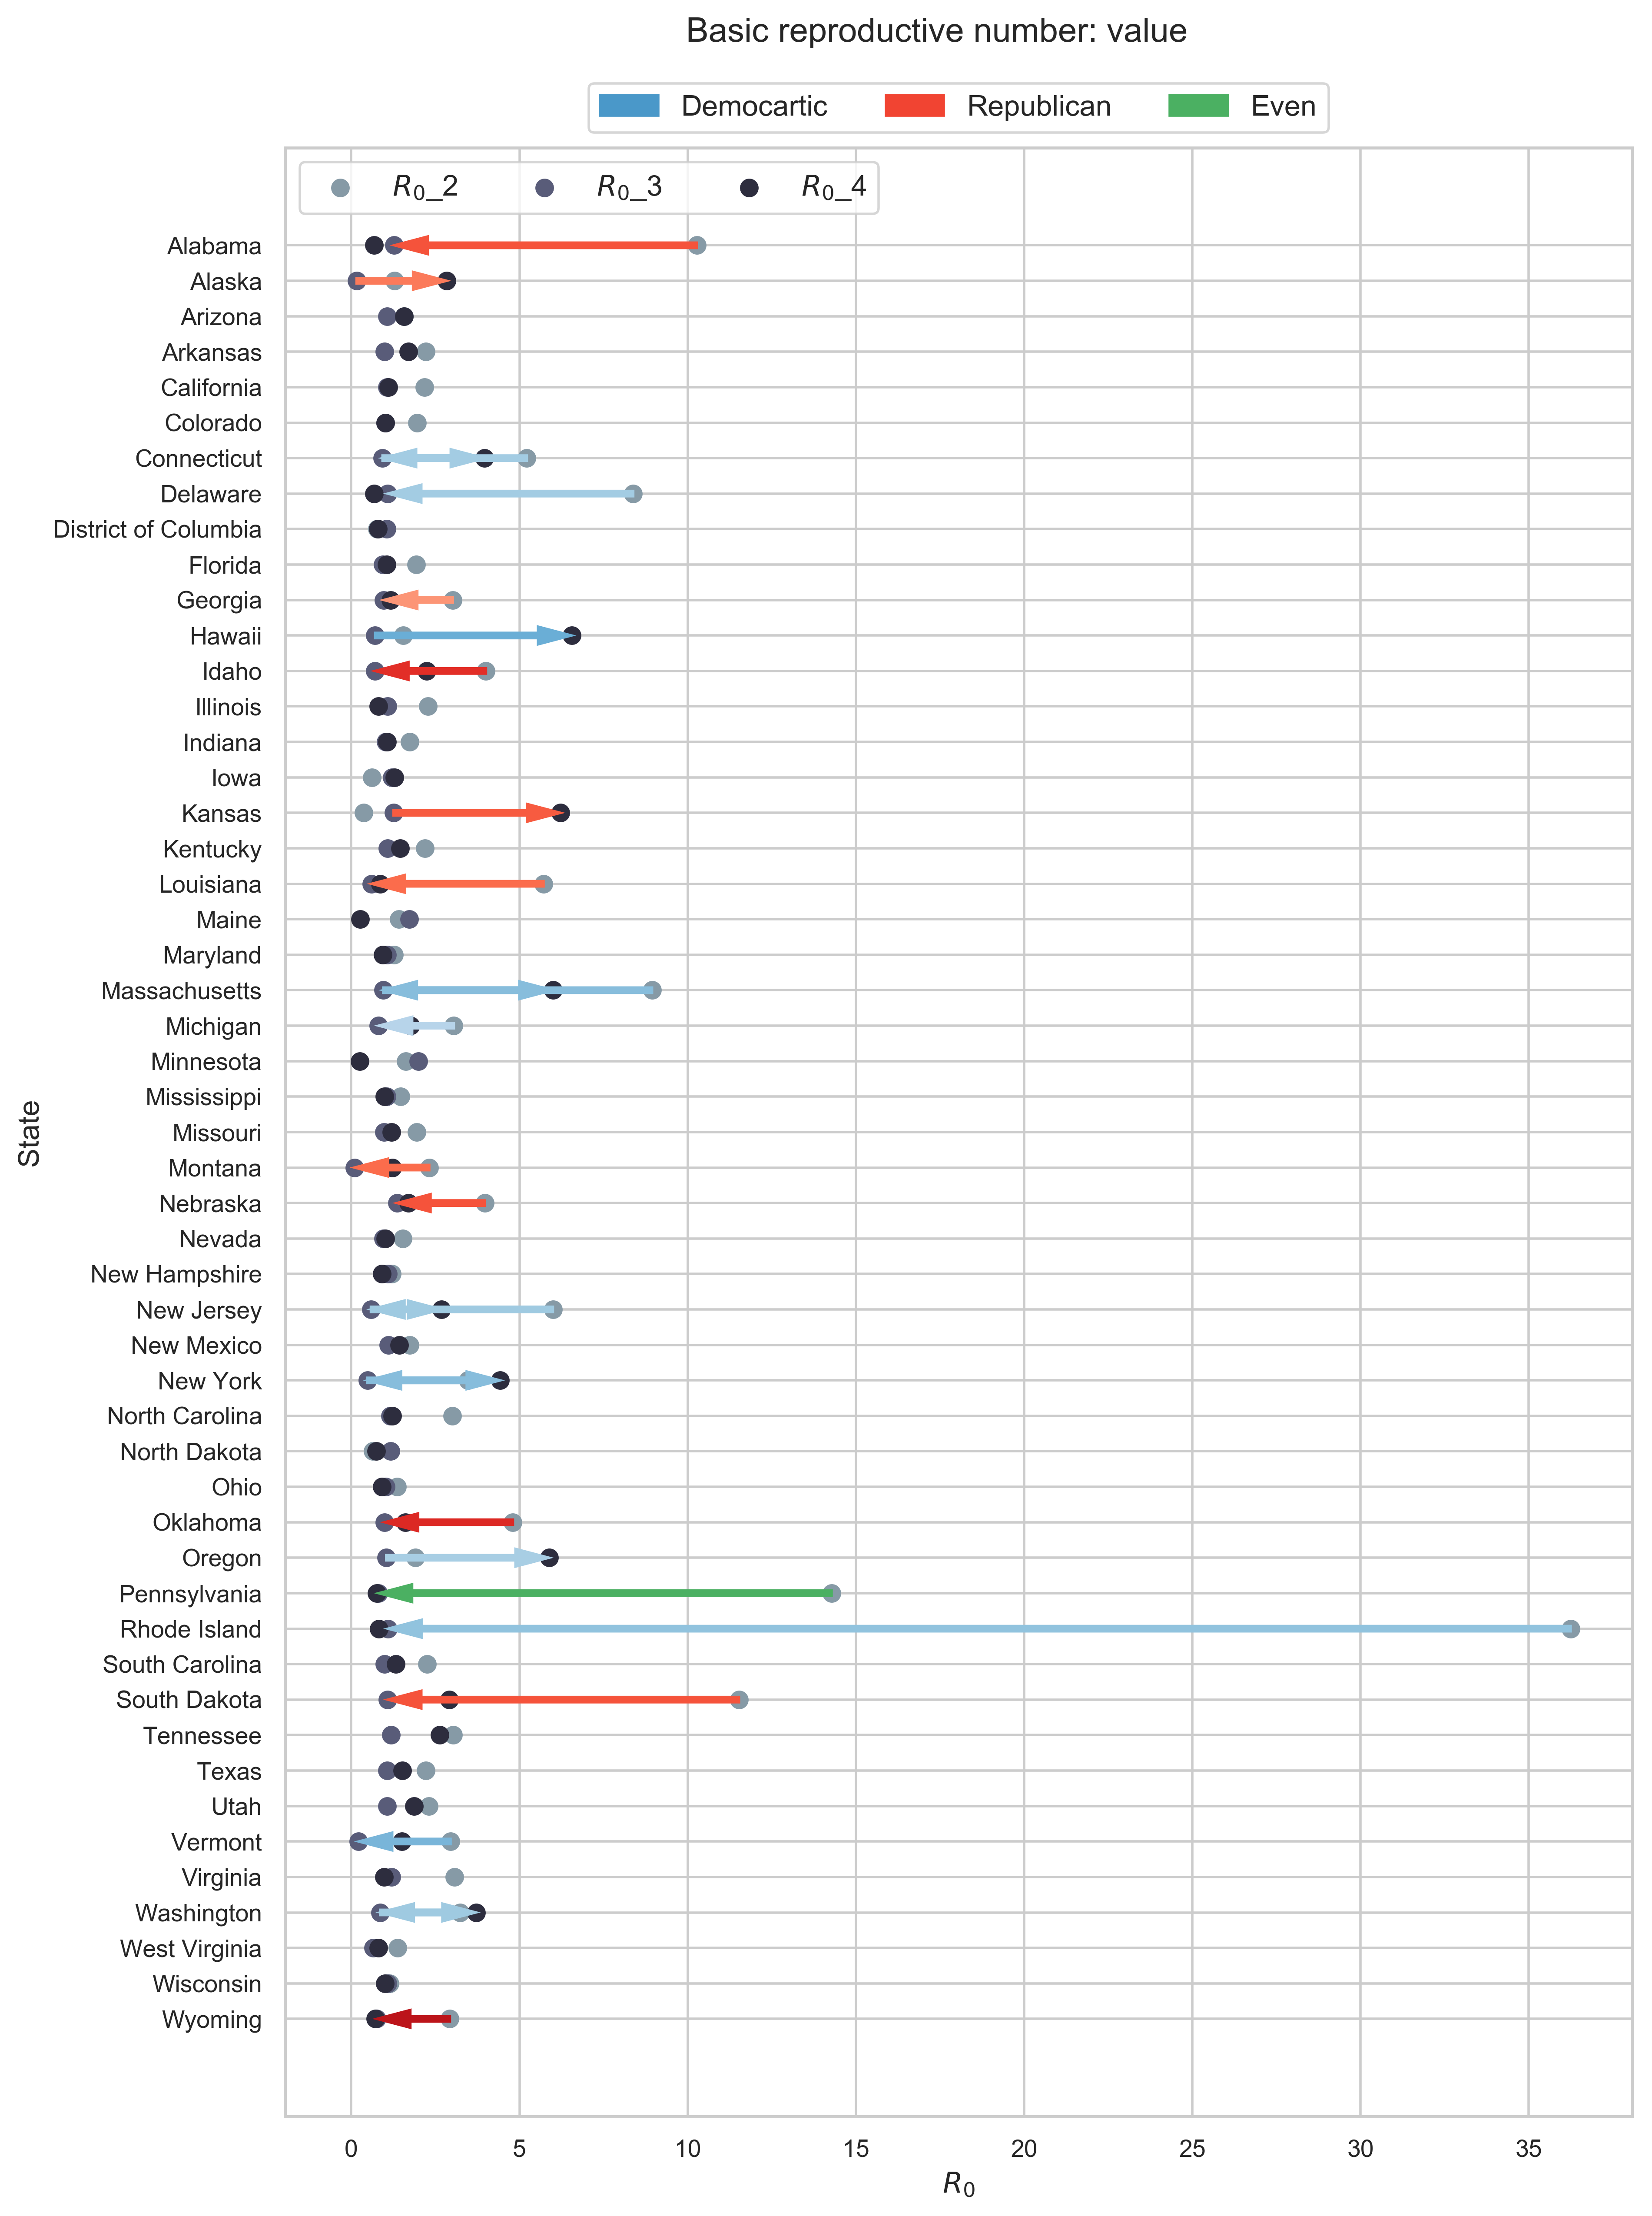 Basic reproductive number: value
Democartic Republican Even
R0_2 R0_3 R0_4
Alabama
Alaska
Arizona
Arkansas
California
Colorado
Connecticut
Delaware
District of Columbia
Florida
Georgia
Hawaii
Idaho
Illinois
Indiana
Iowa
Kansas
Kentucky
Louisiana
Maine
Maryland
Massachusetts
Michigan
Minnesota
Mississippi
Missouri
Montana
Nebraska
Nevada
New Hampshire
New Jersey
New Mexico
New York
North Carolina
North Dakota
Ohio
Oklahoma
Oregon
Pennsylvania
Rhode Island
South Carolina
South Dakota
Tennessee
Texas
Utah
Vermont
Virginia
Washington
West Virginia
Wisconsin
Wyoming
State
0 5 10 15 20 25 30 35
R0